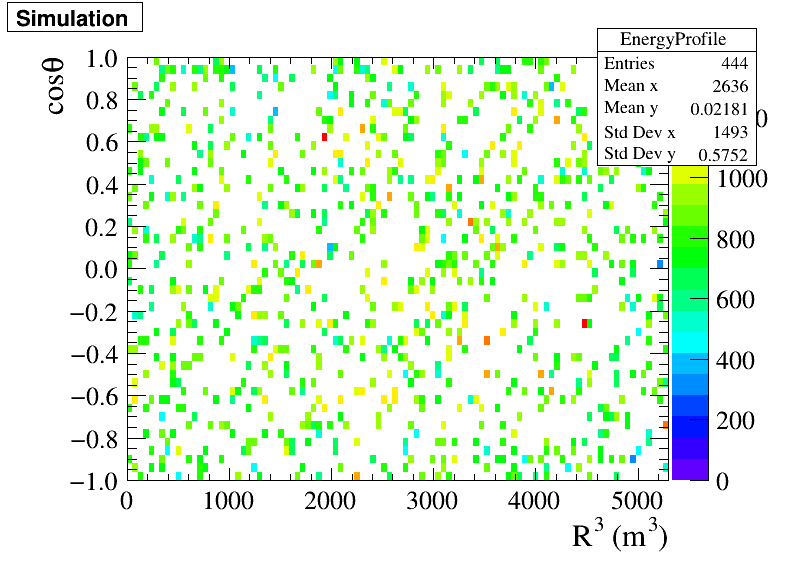 Simulation
EnergyProfile
Entries 444
Mean x 2636
Mean y 0.02181
Std Dev x 1493
Std Dev y 0.5752
cosθ
1.0
0.8
0.6
0.4
0.2
0.0
−0.2
−0.4
−0.6
−0.8
−1.0
0 1000 2000 3000 4000 5000
R³ (m³)
1000
800
600
400
200
0